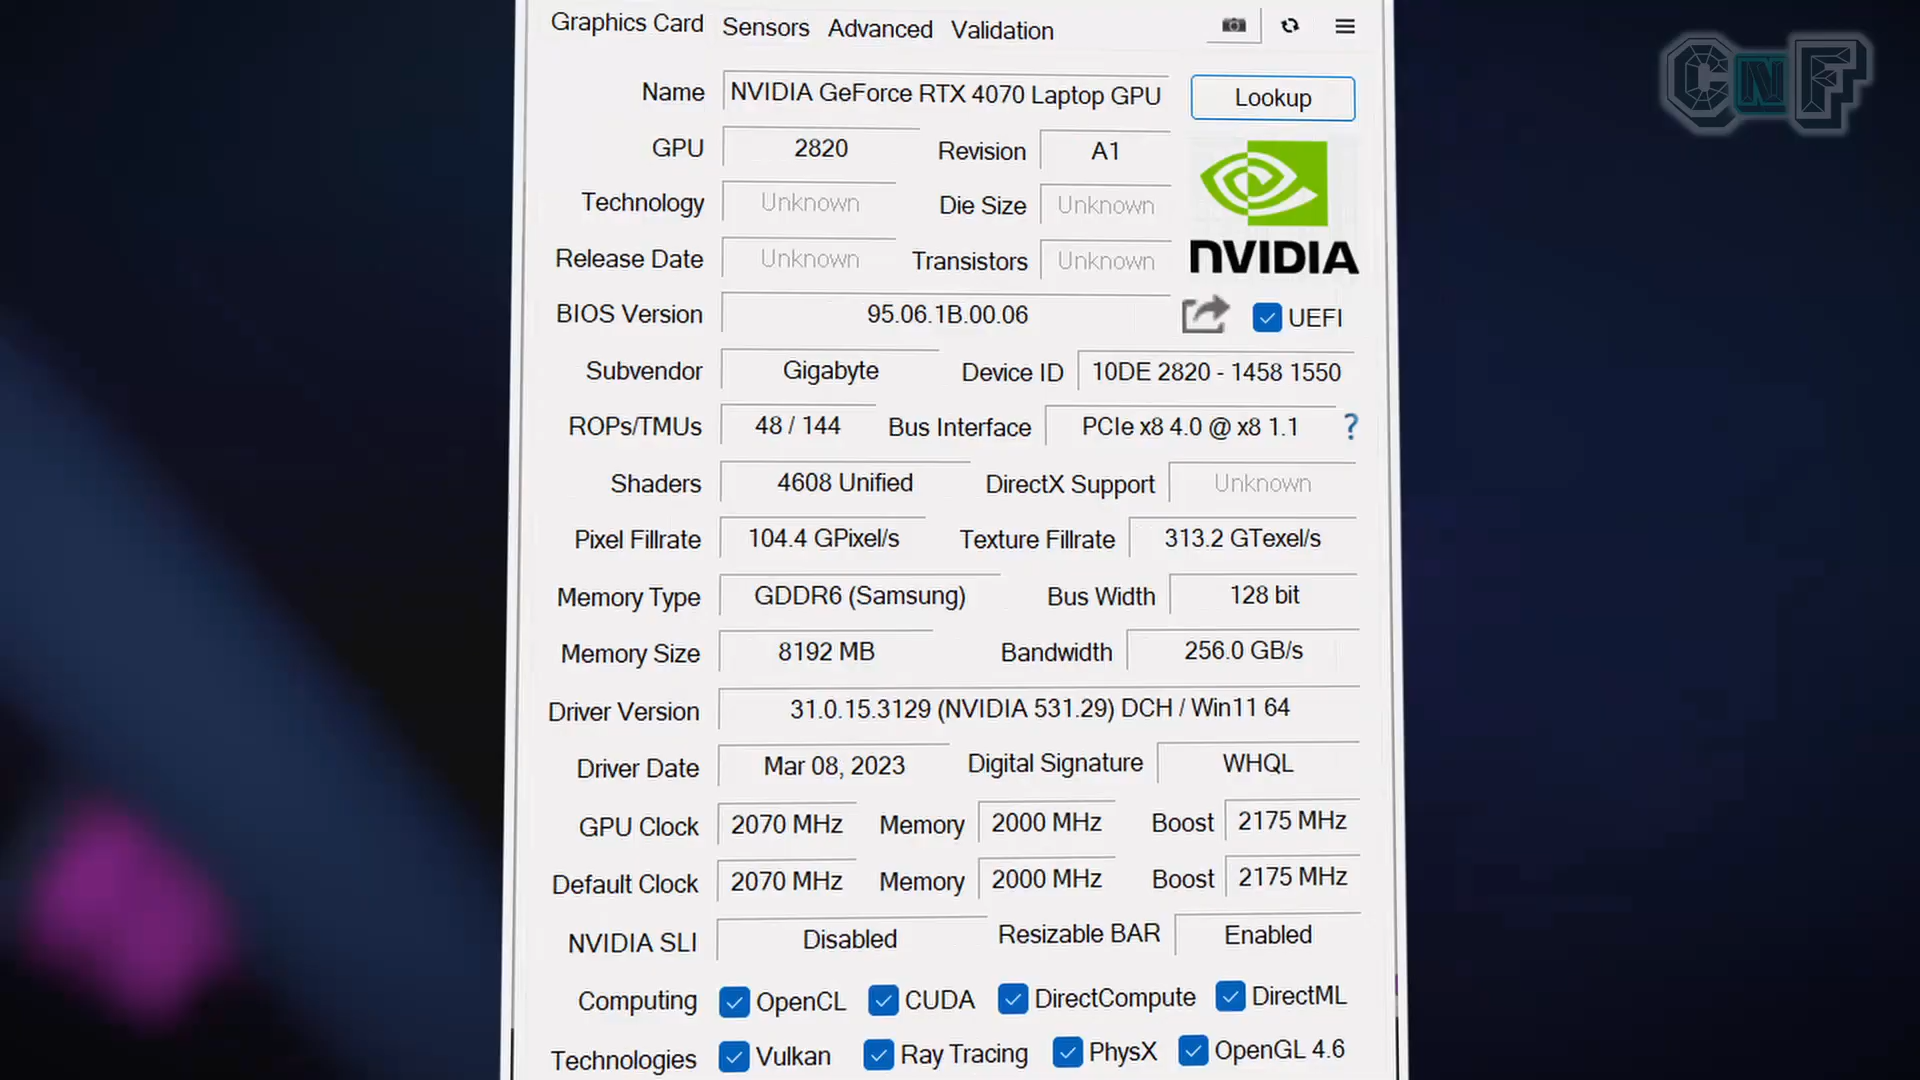 Graphics Card Sensors Advanced Validation
CnF
Name NVIDIA GeForce RTX 4070 Laptop GPU Lookup
GPU 2820 Revision A1
Technology Unknown Die Size Unknown
NVIDIA
Release Date Unknown Transistors Unknown
BIOS Version 95.06.1B.00.06 UEFI
Subvendor Gigabyte Device ID 10DE 2820 - 1458 1550
ROPs/TMUs 48 / 144 Bus Interface PCIe x8 4.0 @ x8 1.1 ?
Shaders 4608 Unified DirectX Support Unknown
Pixel Fillrate 104.4 GPixel/s Texture Fillrate 313.2 GTexel/s
Memory Type GDDR6 (Samsung) Bus Width 128 bit
Memory Size 8192 MB Bandwidth 256.0 GB/s
Driver Version 31.0.15.3129 (NVIDIA 531.29) DCH / Win11 64
Driver Date Mar 08, 2023 Digital Signature WHQL
GPU Clock 2070 MHz Memory 2000 MHz Boost 2175 MHz
Default Clock 2070 MHz Memory 2000 MHz Boost 2175 MHz
NVIDIA SLI Disabled Resizable BAR Enabled
Computing OpenCL CUDA DirectCompute DirectML
Technologies Vulkan Ray Tracing PhysX OpenGL 4.6